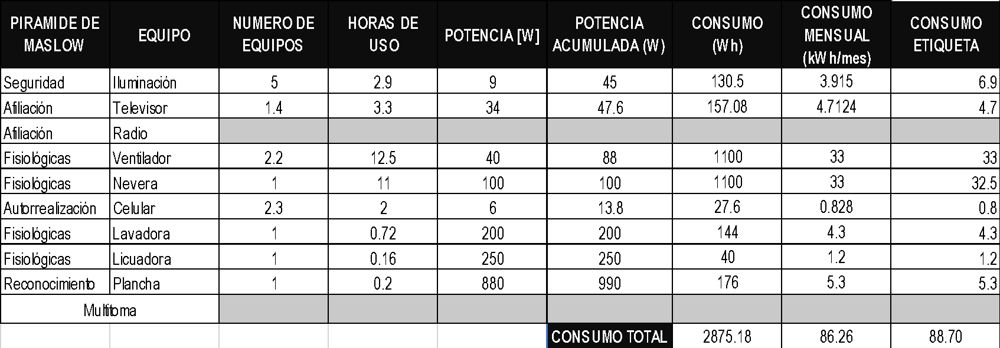 PIRAMIDE DE MASLOW EQUIPO NUMERO DE EQUIPOS HORAS DE USO POTENCIA [W] POTENCIA ACUMULADA (W) CONSUMO (Wh) CONSUMO MENSUAL (kWh/mes) CONSUMO ETIQUETA
Seguridad Iluminación 5 2.9 9 45 130.5 3.915 6.9
Afiliación Televisor 1.4 3.3 34 47.6 157.08 4.7124 4.7
Afiliación Radio
Fisiológicas Ventilador 2.2 12.5 40 88 1100 33 33
Fisiológicas Nevera 1 11 100 100 1100 33 32.5
Autorrealización Celular 2.3 2 6 13.8 27.6 0.828 0.8
Fisiológicas Lavadora 1 0.72 200 200 144 4.3 4.3
Fisiológicas Licuadora 1 0.16 250 250 40 1.2 1.2
Reconocimiento Plancha 1 0.2 880 990 176 5.3 5.3
Multitoma
CONSUMO TOTAL 2875.18 86.26 88.70